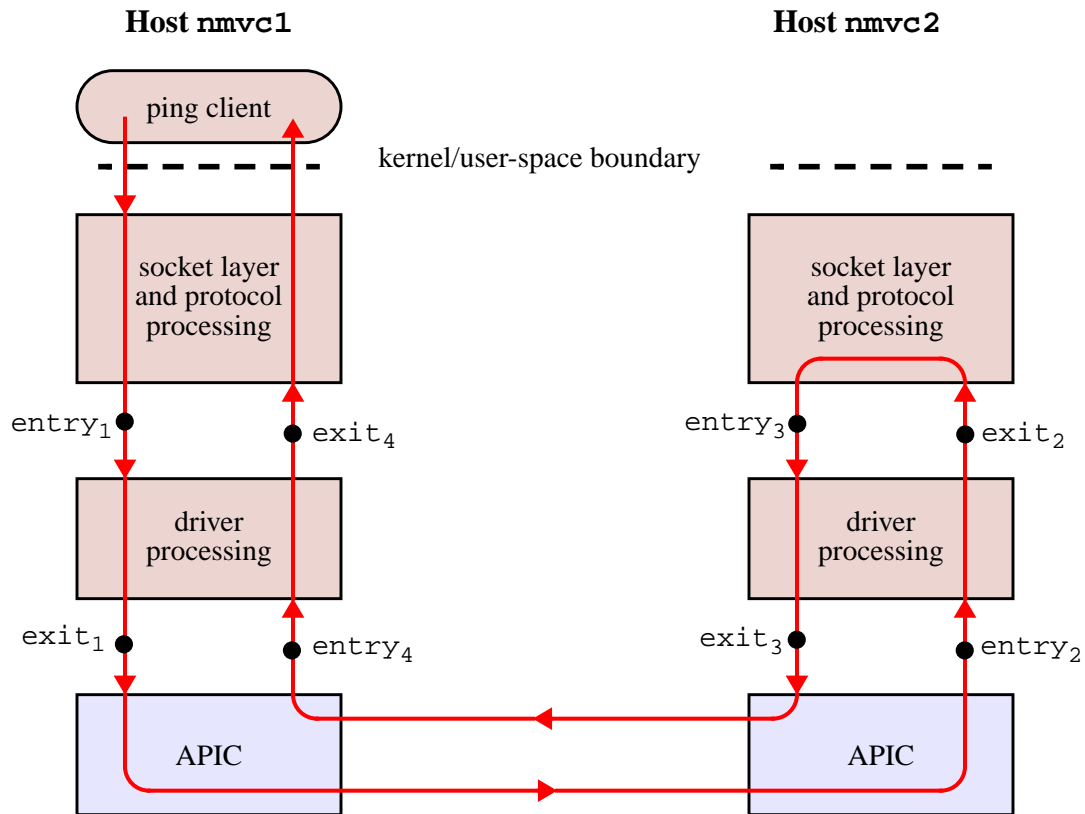 Host nmvc1
Host nmvc2
ping client
kernel/user-space boundary
socket layer
and protocol
processing
socket layer
and protocol
processing
entry1
exit4
entry3
exit2
driver
processing
driver
processing
exit1
entry4
exit3
entry2
APIC
APIC